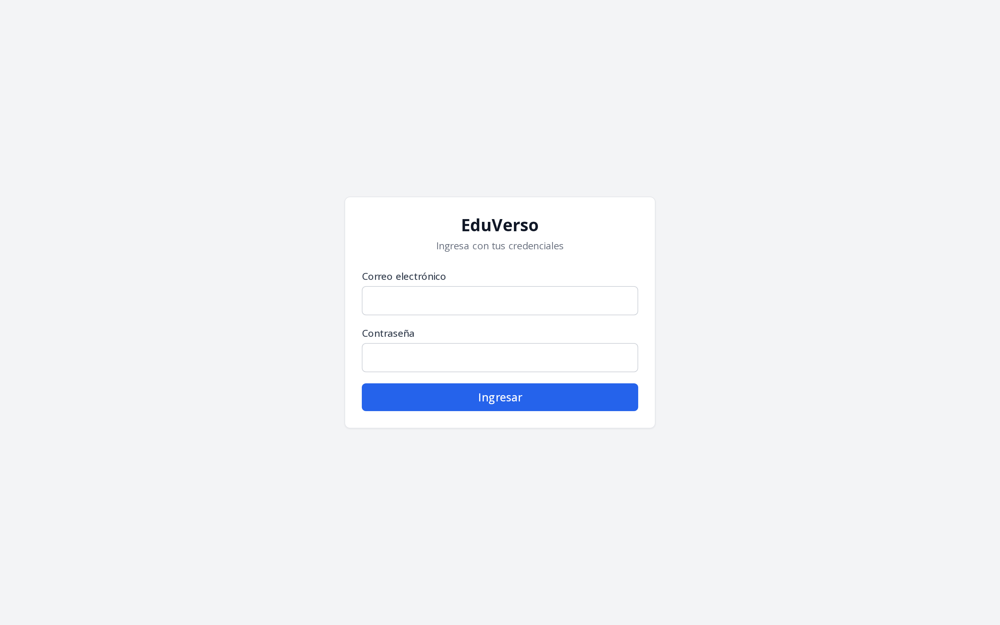 EduVerso
Ingresa con tus credenciales
Correo electrónico
Contraseña
Ingresar